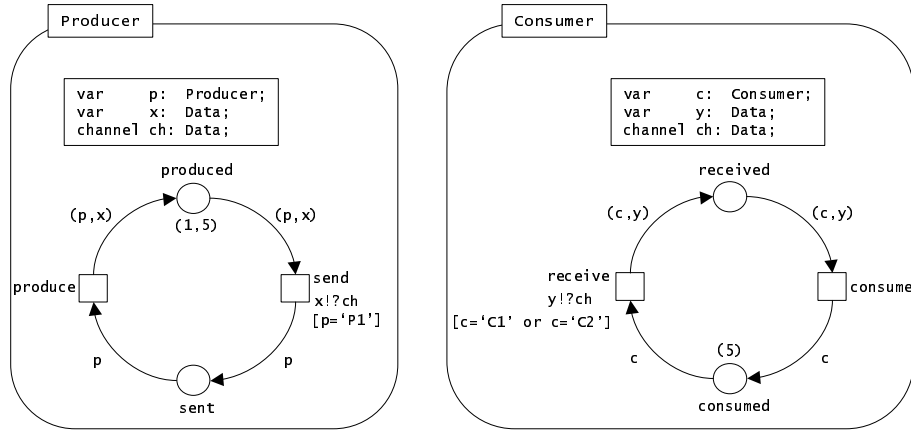 Producer
var p: Producer;
var x: Data;
channel ch: Data;
produced
(p,x)
(p,x)
(1,5)
produce
send
x!?ch
[p=‘P1’]
p
p
sent
Consumer
var c: Consumer;
var y: Data;
channel ch: Data;
received
(c,y)
(c,y)
receive
y!?ch
[c=‘C1’ or c=‘C2’]
consume
(5)
c
c
consumed